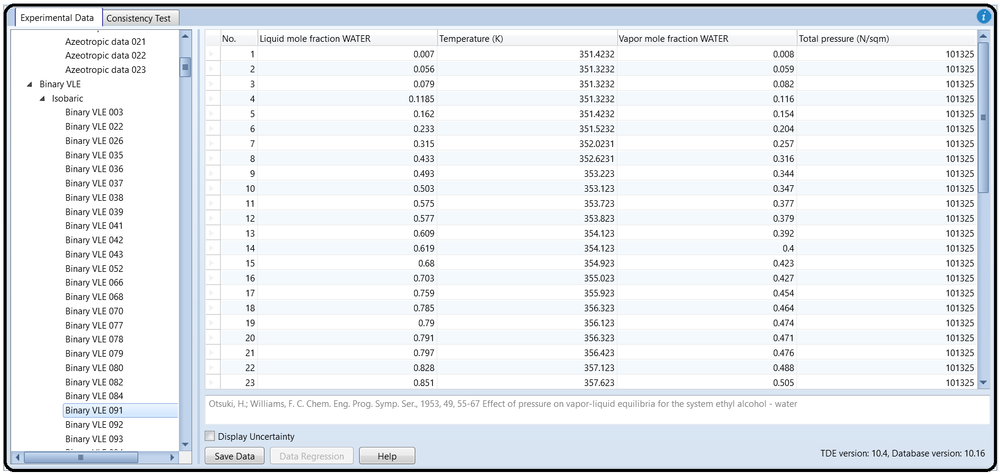 Experimental Data
Consistency Test
Azeotropic data 021
Azeotropic data 022
Azeotropic data 023
Binary VLE
Isobaric
Binary VLE 003
Binary VLE 022
Binary VLE 026
Binary VLE 035
Binary VLE 036
Binary VLE 037
Binary VLE 038
Binary VLE 039
Binary VLE 041
Binary VLE 042
Binary VLE 043
Binary VLE 052
Binary VLE 066
Binary VLE 068
Binary VLE 070
Binary VLE 077
Binary VLE 078
Binary VLE 079
Binary VLE 080
Binary VLE 082
Binary VLE 084
Binary VLE 091
Binary VLE 092
Binary VLE 093
No. Liquid mole fraction WATER Temperature (K) Vapor mole fraction WATER Total pressure (N/sqm)
1 0.007 351.4232 0.008 101325
2 0.056 351.3232 0.059 101325
3 0.079 351.3232 0.082 101325
4 0.1185 351.3232 0.116 101325
5 0.162 351.4232 0.154 101325
6 0.233 351.5232 0.204 101325
7 0.315 352.0231 0.257 101325
8 0.433 352.6231 0.316 101325
9 0.493 353.223 0.344 101325
10 0.503 353.123 0.347 101325
11 0.575 353.723 0.377 101325
12 0.577 353.823 0.379 101325
13 0.609 354.123 0.392 101325
14 0.619 354.123 0.4 101325
15 0.68 354.923 0.423 101325
16 0.703 355.023 0.427 101325
17 0.759 355.923 0.454 101325
18 0.785 356.323 0.464 101325
19 0.79 356.123 0.474 101325
20 0.791 356.323 0.471 101325
21 0.797 356.423 0.476 101325
22 0.828 357.123 0.488 101325
23 0.851 357.623 0.505 101325
Otsuki, H.; Williams, F. C. Chem. Eng. Prog. Symp. Ser., 1953, 49, 55-67 Effect of pressure on vapor-liquid equilibria for the system ethyl alcohol - water
Display Uncertainty
Save Data
Data Regression
Help
TDE version: 10.4, Database version: 10.16
i